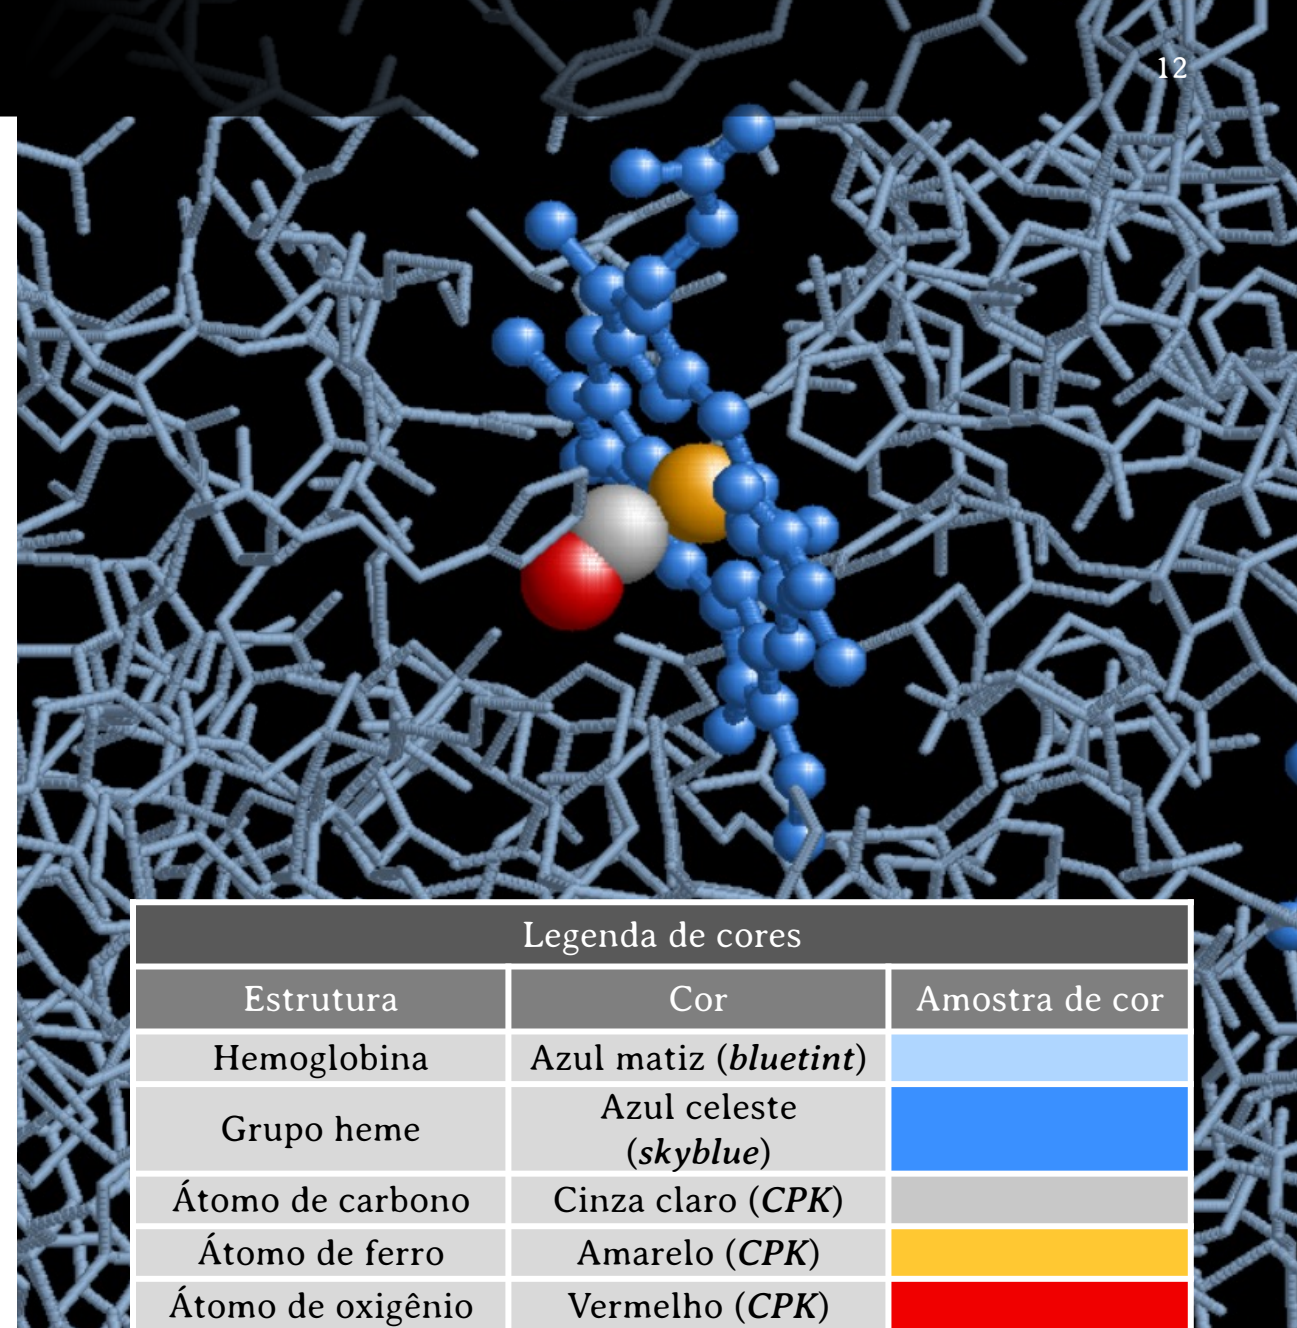 12
Legenda de cores
Estrutura Cor Amostra de cor
Hemoglobina Azul matiz (bluetint)
Grupo heme Azul celeste
(skyblue)
Átomo de carbono Cinza claro (CPK)
Átomo de ferro Amarelo (CPK)
Átomo de oxigênio Vermelho (CPK)